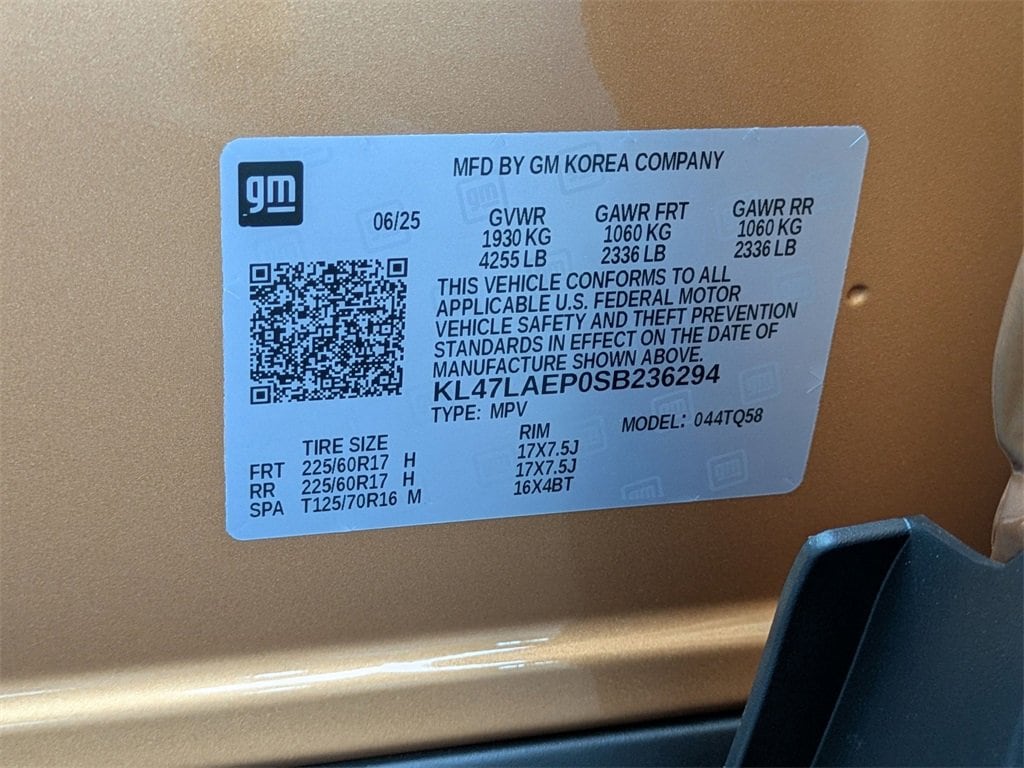 gm
MFD BY GM KOREA COMPANY
06/25
GVWR GAWR FRT GAWR RR
1930 KG 1060 KG 1060 KG
4255 LB 2336 LB 2336 LB
THIS VEHICLE CONFORMS TO ALL
APPLICABLE U.S. FEDERAL MOTOR
VEHICLE SAFETY AND THEFT PREVENTION
STANDARDS IN EFFECT ON THE DATE OF
MANUFACTURE SHOWN ABOVE.
KL47LAEP0SB236294
TYPE: MPV MODEL: 044TQ58
TIRE SIZE RIM
FRT 225/60R17 H 17X7.5J
RR 225/60R17 H 17X7.5J
SPA T125/70R16 M 16X4BT